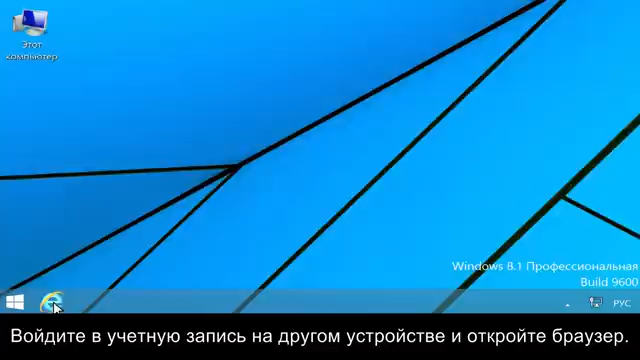 Этот
компьютер
Windows 8.1 Профессиональная
Build 9600
РУС
Войдите в учетную запись на другом устройстве и откройте браузер.